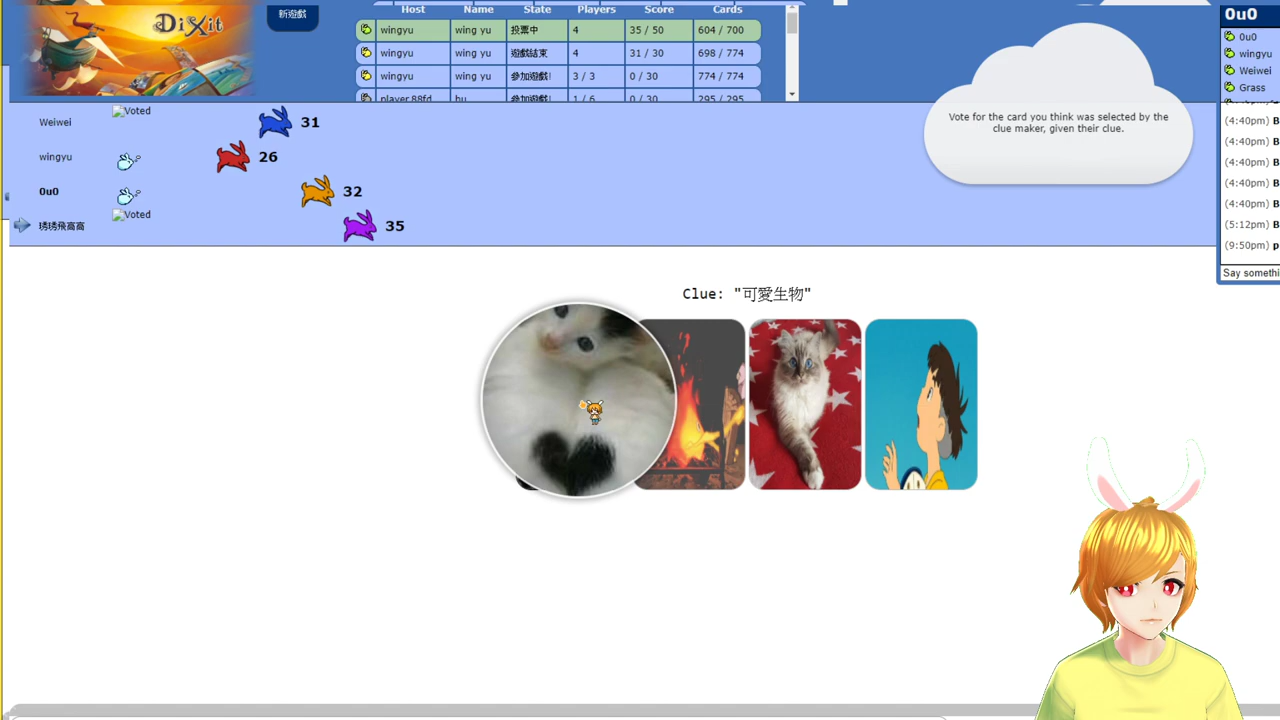 DiXit
新遊戲
Host Name State Players Score Cards
wingyu wing yu 投票中 4 35 / 50 604 / 700
wingyu wing yu 遊戲結束 4 31 / 30 698 / 774
wingyu wing yu 參加遊戲! 3 / 3 0 / 30 774 / 774
player 88fd hu 參加遊戲! 1 / 6 0 / 30 295 / 295
Weiwei Voted 31
wingyu 26
0u0 32
琇琇飛高高 Voted 35
Vote for the card you think was selected by the
clue maker, given their clue.
0u0
0u0
wingyu
Weiwei
Grass
(4:40pm) B
(4:40pm) B
(4:40pm) B
(4:40pm) B
(4:40pm) B
(5:12pm) B
(9:50pm) p
Say somethi
Clue: "可愛生物"